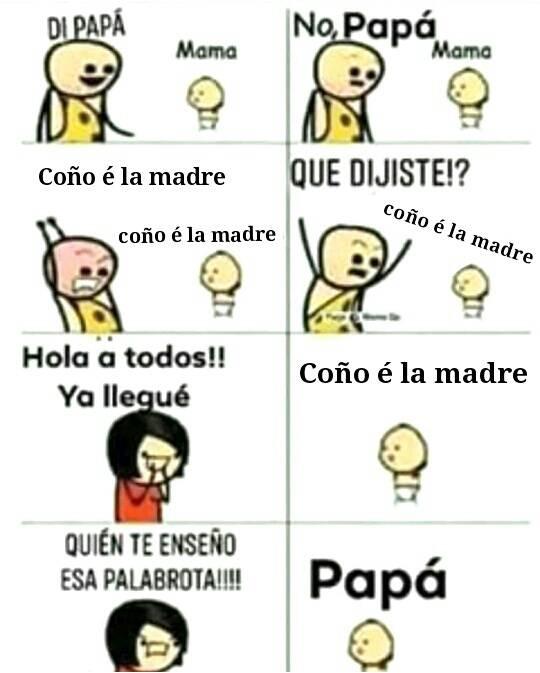 DI PAPÁ
Mama
No, Papá
Mama
Coño é la madre
coño é la madre
QUE DIJISTE!?
coño é la madre
Hola a todos!!
Ya llegué
Coño é la madre
QUIÉN TE ENSEÑO
ESA PALABROTA!!!!
Papá